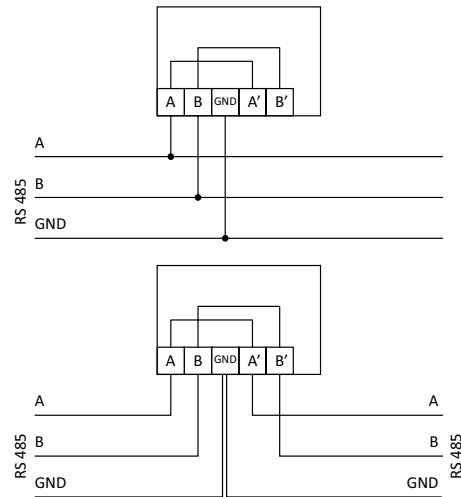 A B GND A’ B’
A
B
GND
RS 485
A B GND A’ B’
A A
B B
GND GND
RS 485 RS 485